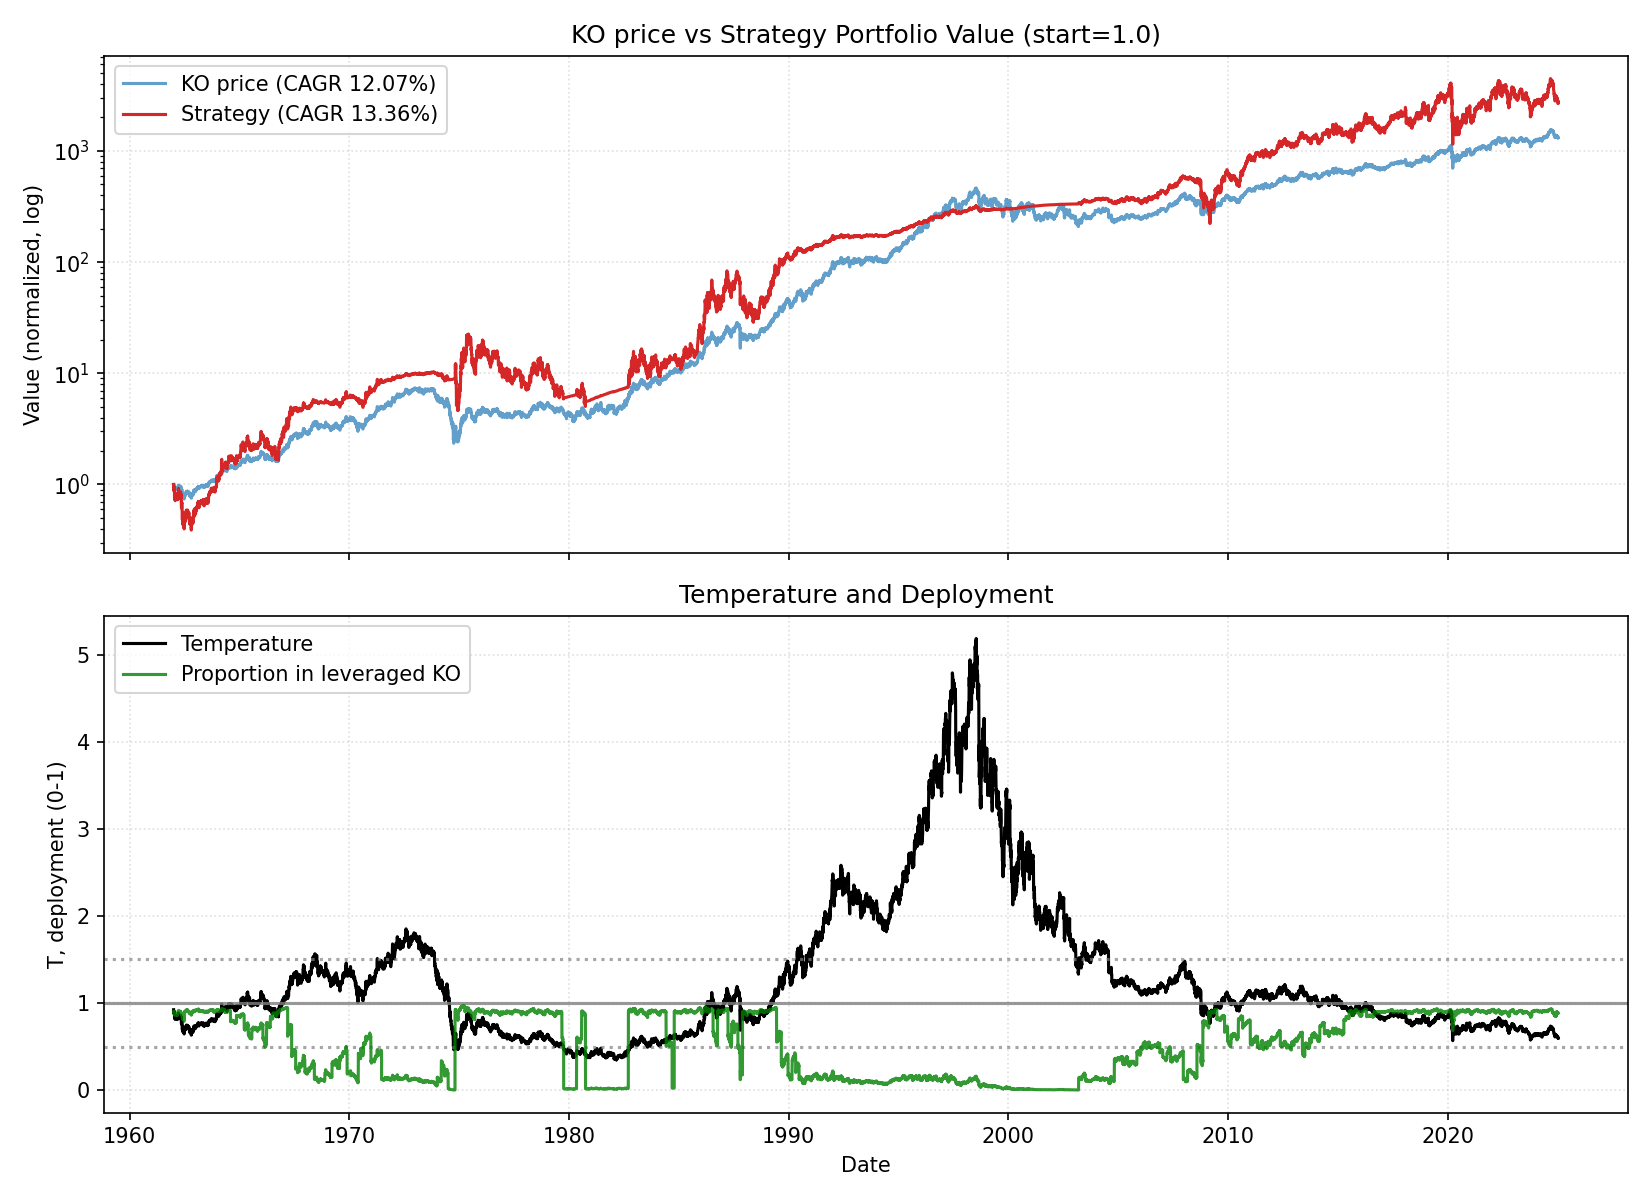 KO price vs Strategy Portfolio Value (start=1.0)
KO price (CAGR 12.07%)
Strategy (CAGR 13.36%)
Value (normalized, log)
10³
10²
10¹
10⁰
Temperature and Deployment
Temperature
Proportion in leveraged KO
T, deployment (0-1)
5
4
3
2
1
0
1960 1970 1980 1990 2000 2010 2020
Date